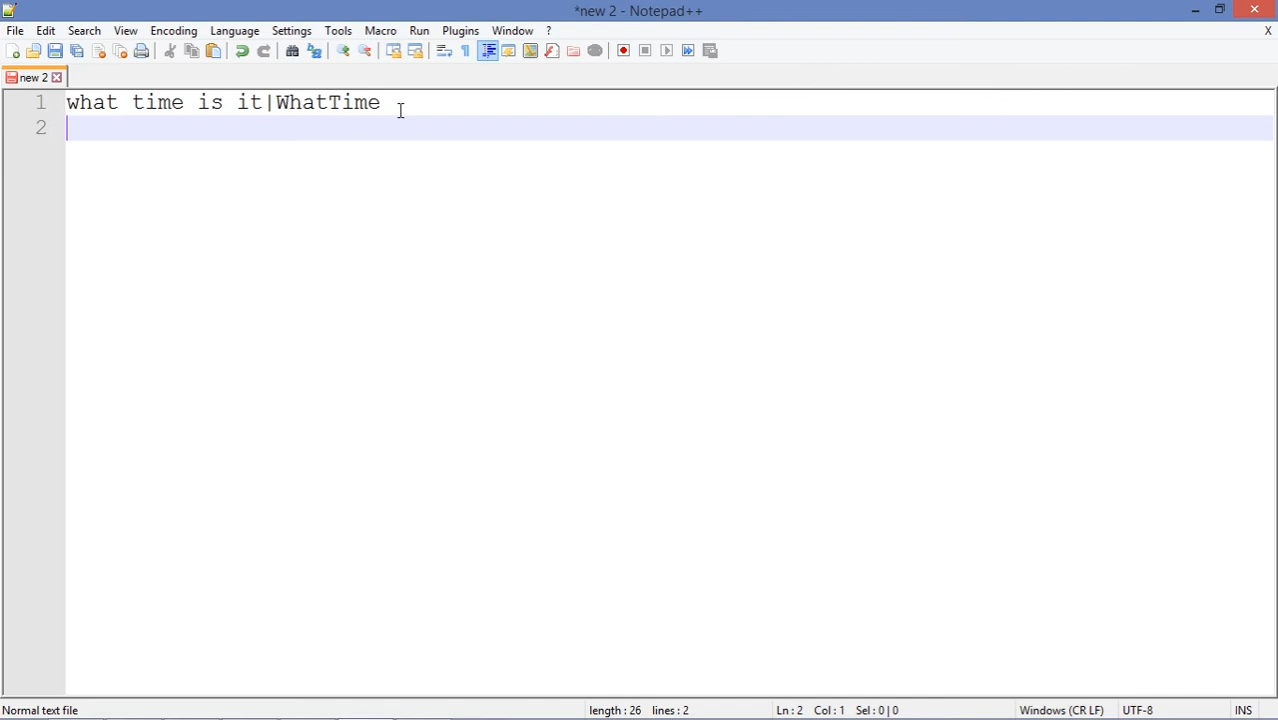 *new 2 - Notepad++
File Edit Search View Encoding Language Settings Tools Macro Run Plugins Window ? X
new 2
1 what time is it|WhatTime
2
Normal text file length : 26 lines : 2 Ln : 2 Col : 1 Sel : 0 | 0 Windows (CR LF) UTF-8 INS